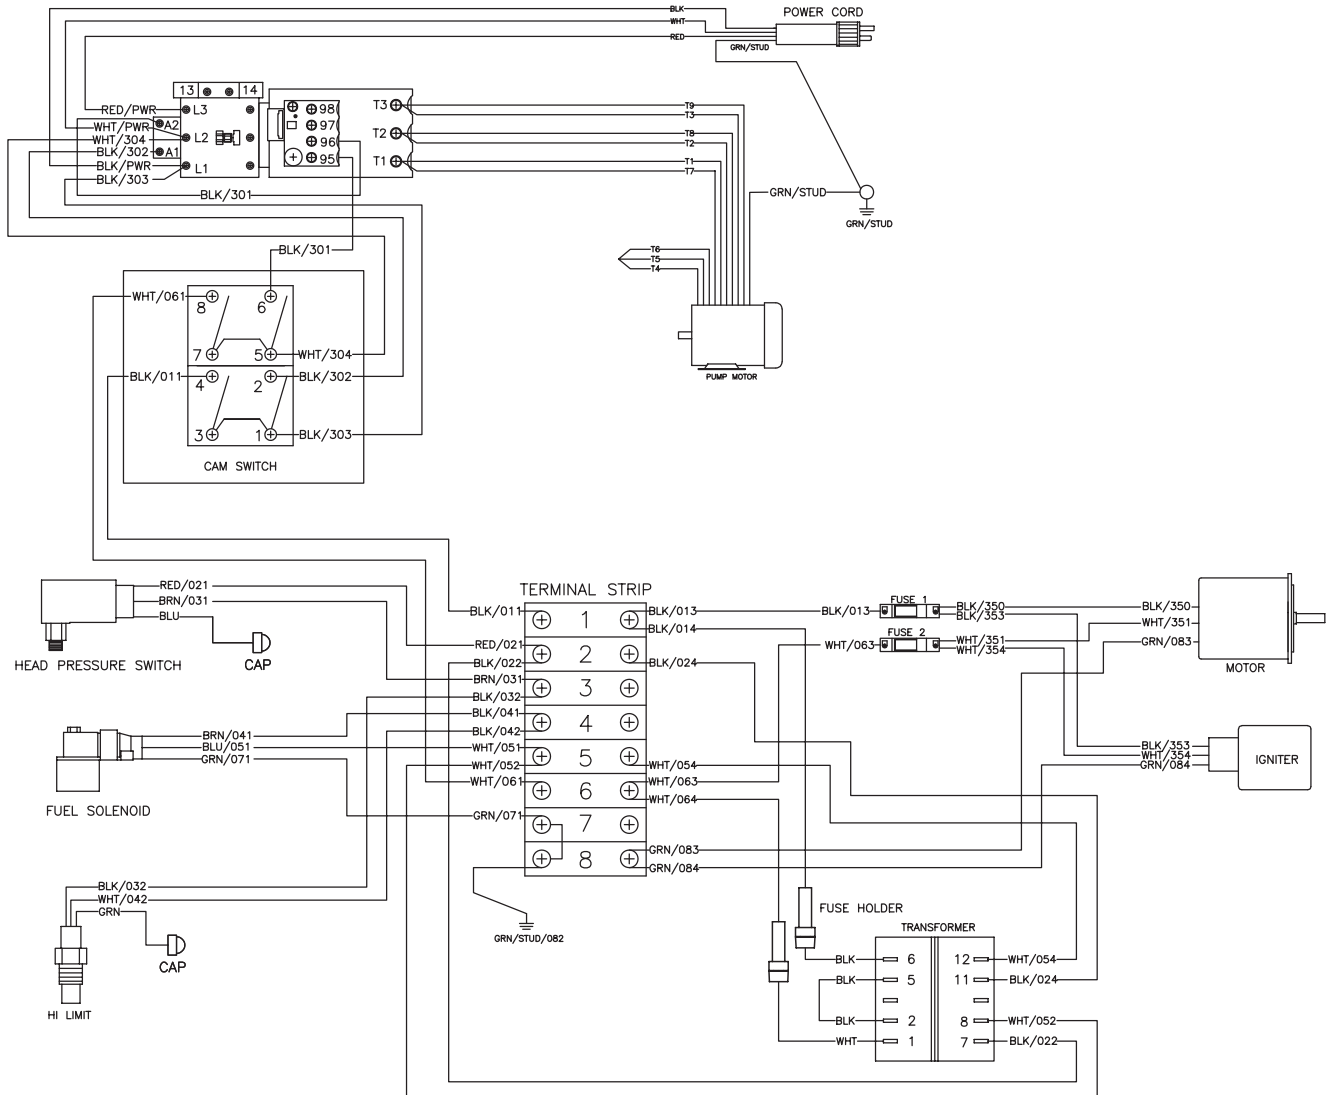 BLK
POWER CORD
WHT
RED
GRN/STUD
13
14
RED/PWR
L3
98
T3
T9
T3
WHT/PWR
A2
97
WHT/304
L2
96
T2
T8
T2
BLK/302
A1
95
T1
T1
BLK/PWR
L1
T7
BLK/303
BLK/301
GRN/STUD
GRN/STUD
BLK/301
T6
T5
T4
WHT/061
8
6
7
5
WHT/304
BLK/011
4
2
BLK/302
PUMP MOTOR
3
1
BLK/303
CAM SWITCH
RED/021
BRN/031
BLU
HEAD PRESSURE SWITCH
CAP
TERMINAL STRIP
BLK/011
1
BLK/013
BLK/014
RED/021
2
BLK/022
BLK/024
BRN/031
3
BLK/032
BLK/041
4
BLK/042
WHT/051
5
WHT/052
WHT/054
WHT/061
WHT/063
6
WHT/064
GRN/071
7
8
GRN/083
GRN/084
GRN/STUD/082
BLK/013
FUSE 1
BLK/350
BLK/353
WHT/063
FUSE 2
WHT/351
WHT/354
BLK/350
WHT/351
GRN/083
MOTOR
BLK/353
WHT/354
GRN/084
IGNITER
BRN/041
BLU/051
GRN/071
FUEL SOLENOID
BLK/032
WHT/042
GRN
CAP
HI LIMIT
FUSE HOLDER
TRANSFORMER
BLK
6
12
WHT/054
BLK
5
11
BLK/024
BLK
2
8
WHT/052
WHT
1
7
BLK/022